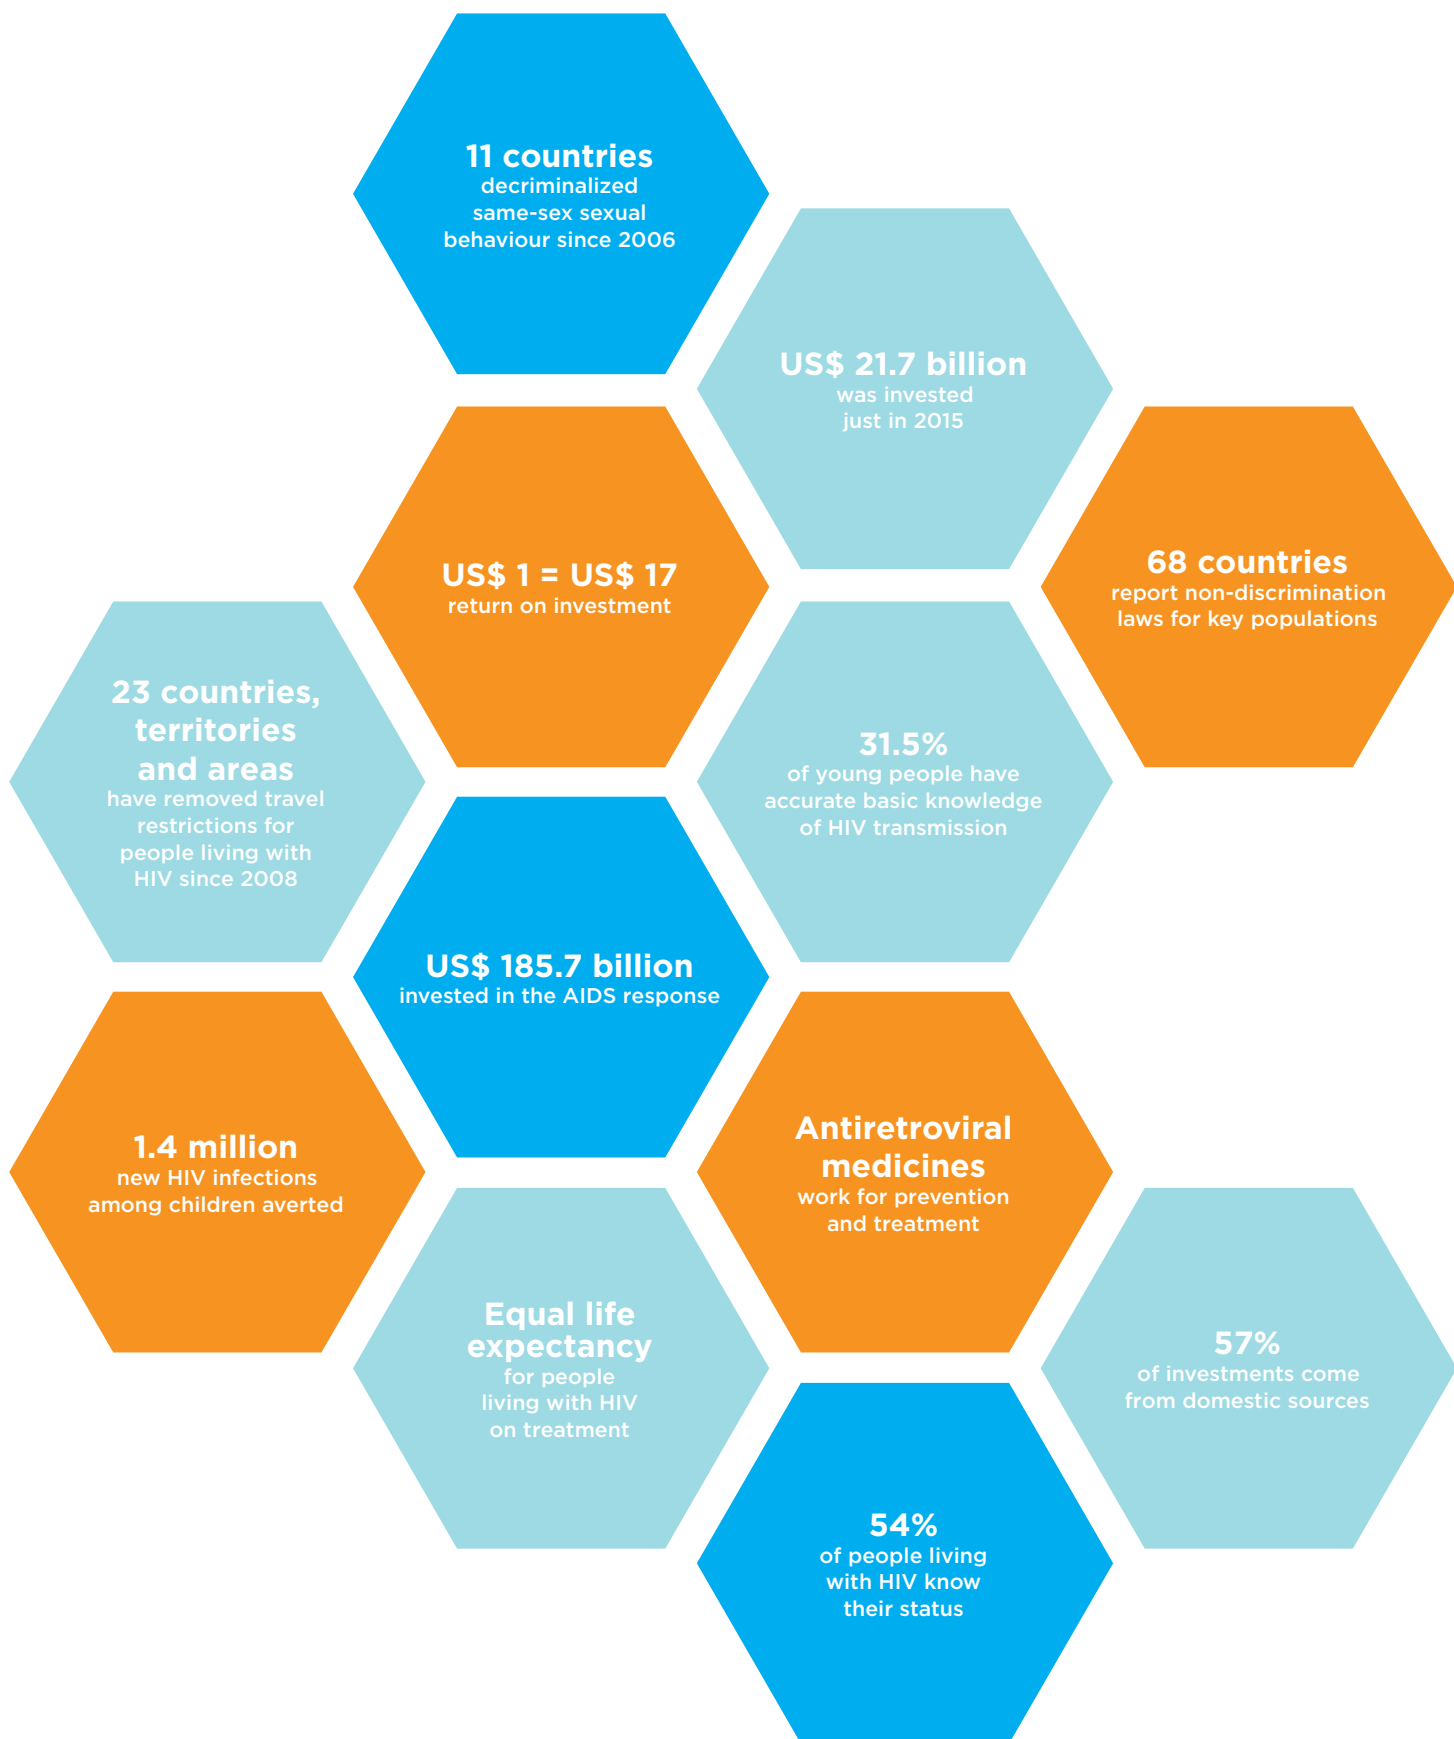 11 countries
decriminalized
same-sex sexual
behaviour since 2006
US$ 21.7 billion
was invested
just in 2015
US$ 1 = US$ 17
return on investment
68 countries
report non-discrimination
laws for key populations
23 countries,
territories
and areas
have removed travel
restrictions for
people living with
HIV since 2008
31.5%
of young people have
accurate basic knowledge
of HIV transmission
US$ 185.7 billion
invested in the AIDS response
1.4 million
new HIV infections
among children averted
Antiretroviral
medicines
work for prevention
and treatment
Equal life
expectancy
for people
living with HIV
on treatment
57%
of investments come
from domestic sources
54%
of people living
with HIV know
their status